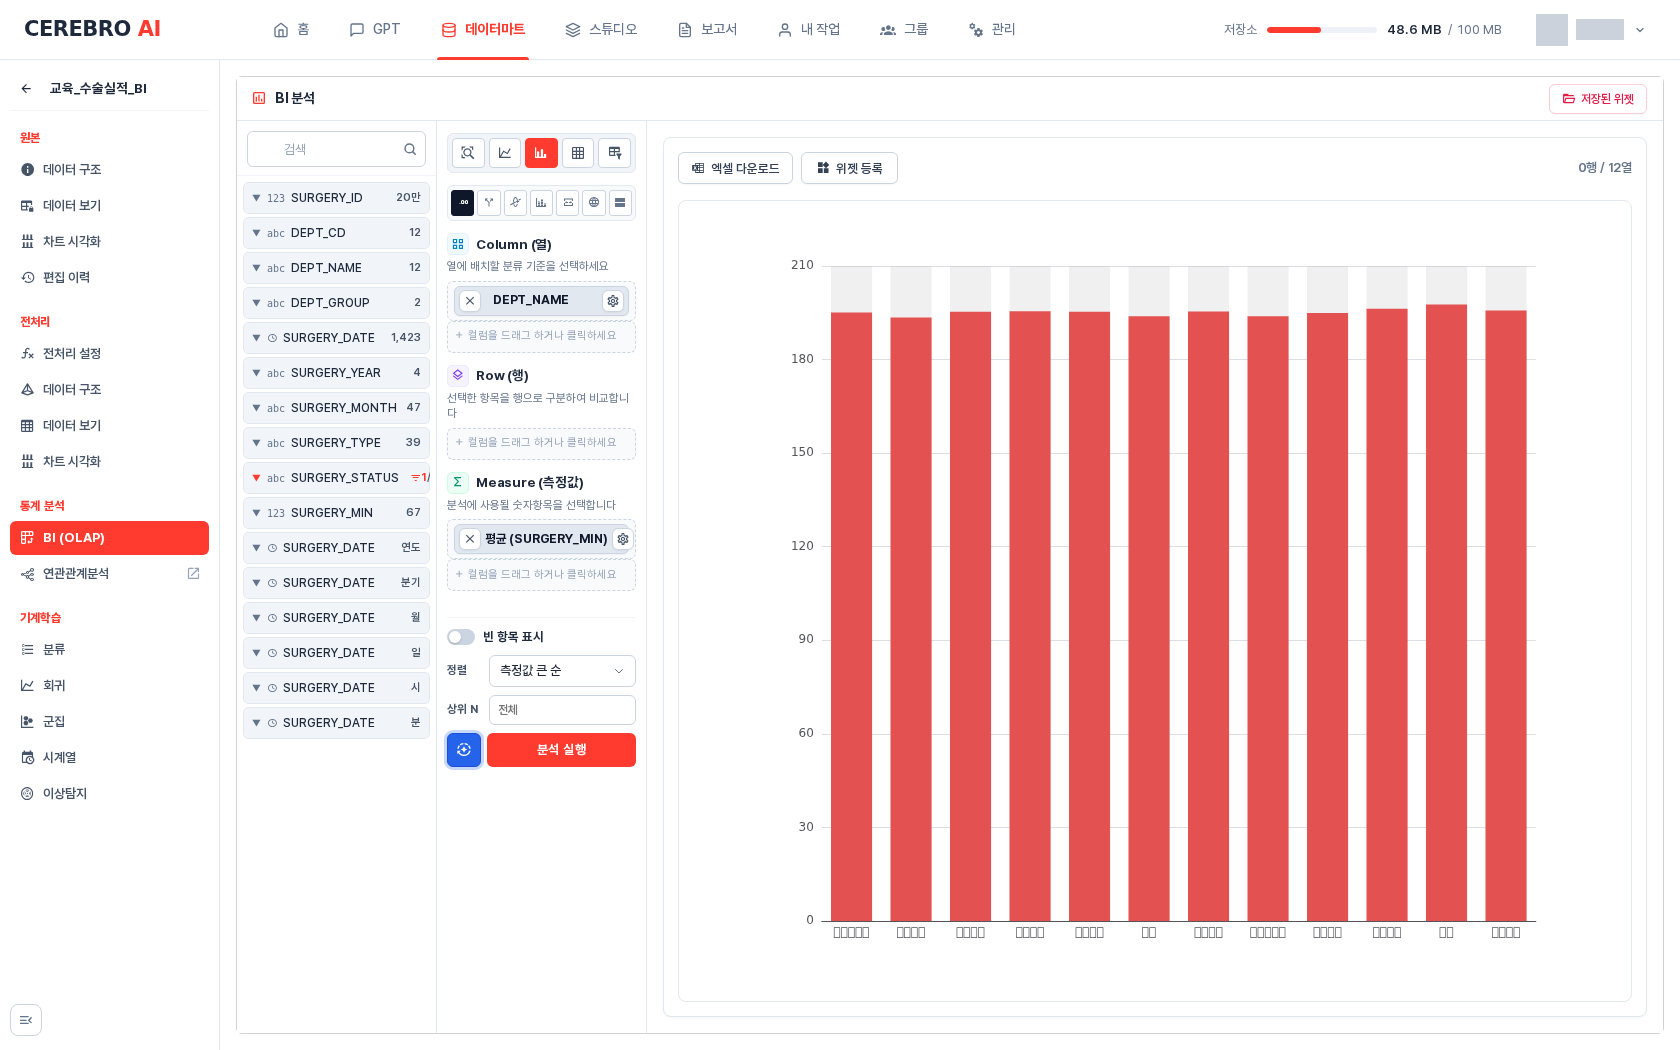 CEREBRO AI
홈
GPT
데이터마트
스튜디오
보고서
내 작업
그룹
관리
저장소
48.6 MB / 100 MB
교육_수술실적_BI
원본
데이터 구조
데이터 보기
차트 시각화
편집 이력
전처리
전처리 설정
데이터 구조
데이터 보기
차트 시각화
통계 분석
BI (OLAP)
연관관계분석
기계학습
분류
회귀
군집
시계열
이상탐지
BI 분석
저장된 위젯
검색
123 SURGERY_ID 20만
abc DEPT_CD 12
abc DEPT_NAME 12
abc DEPT_GROUP 2
SURGERY_DATE 1,423
abc SURGERY_YEAR 4
abc SURGERY_MONTH 47
abc SURGERY_TYPE 39
abc SURGERY_STATUS 1/
123 SURGERY_MIN 67
SURGERY_DATE 연도
SURGERY_DATE 분기
SURGERY_DATE 월
SURGERY_DATE 일
SURGERY_DATE 시
SURGERY_DATE 분
.00
Column (열)
열에 배치할 분류 기준을 선택하세요
DEPT_NAME
+ 컬럼을 드래그 하거나 클릭하세요
Row (행)
선택한 항목을 행으로 구분하여 비교합니
다
+ 컬럼을 드래그 하거나 클릭하세요
Measure (측정값)
분석에 사용될 숫자항목을 선택합니다
평균 (SURGERY_MIN)
+ 컬럼을 드래그 하거나 클릭하세요
빈 항목 표시
정렬
측정값 큰 순
상위 N
전체
분석 실행
엑셀 다운로드
위젯 등록
0행 / 12열
210
180
150
120
90
60
30
0